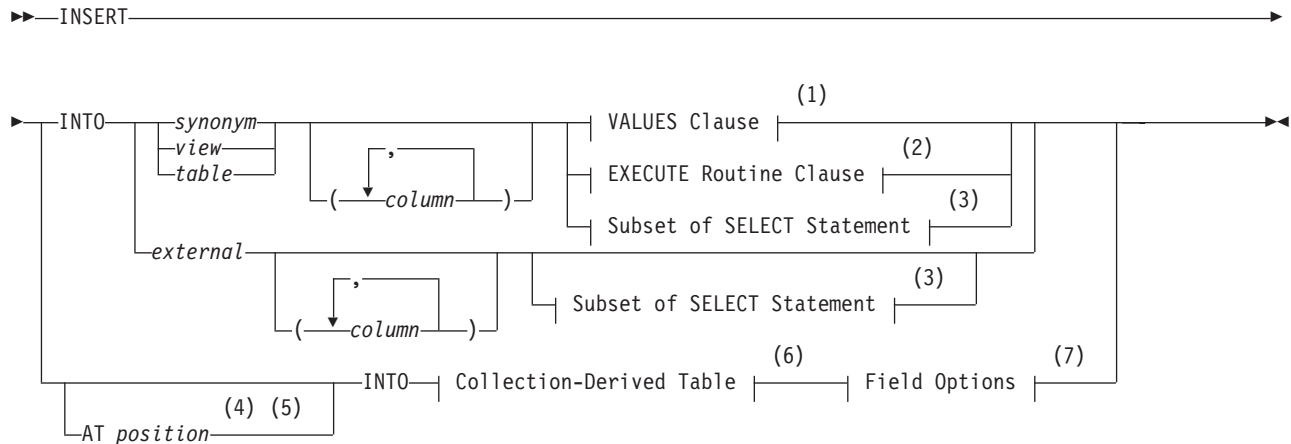 INSERT
(1)
INTO synonym VALUES Clause
view , (2)
table EXECUTE Routine Clause
( column ) (3)
Subset of SELECT Statement
external
, (3)
Subset of SELECT Statement
( column )
(6) (7)
INTO Collection-Derived Table Field Options
(4) (5)
AT position